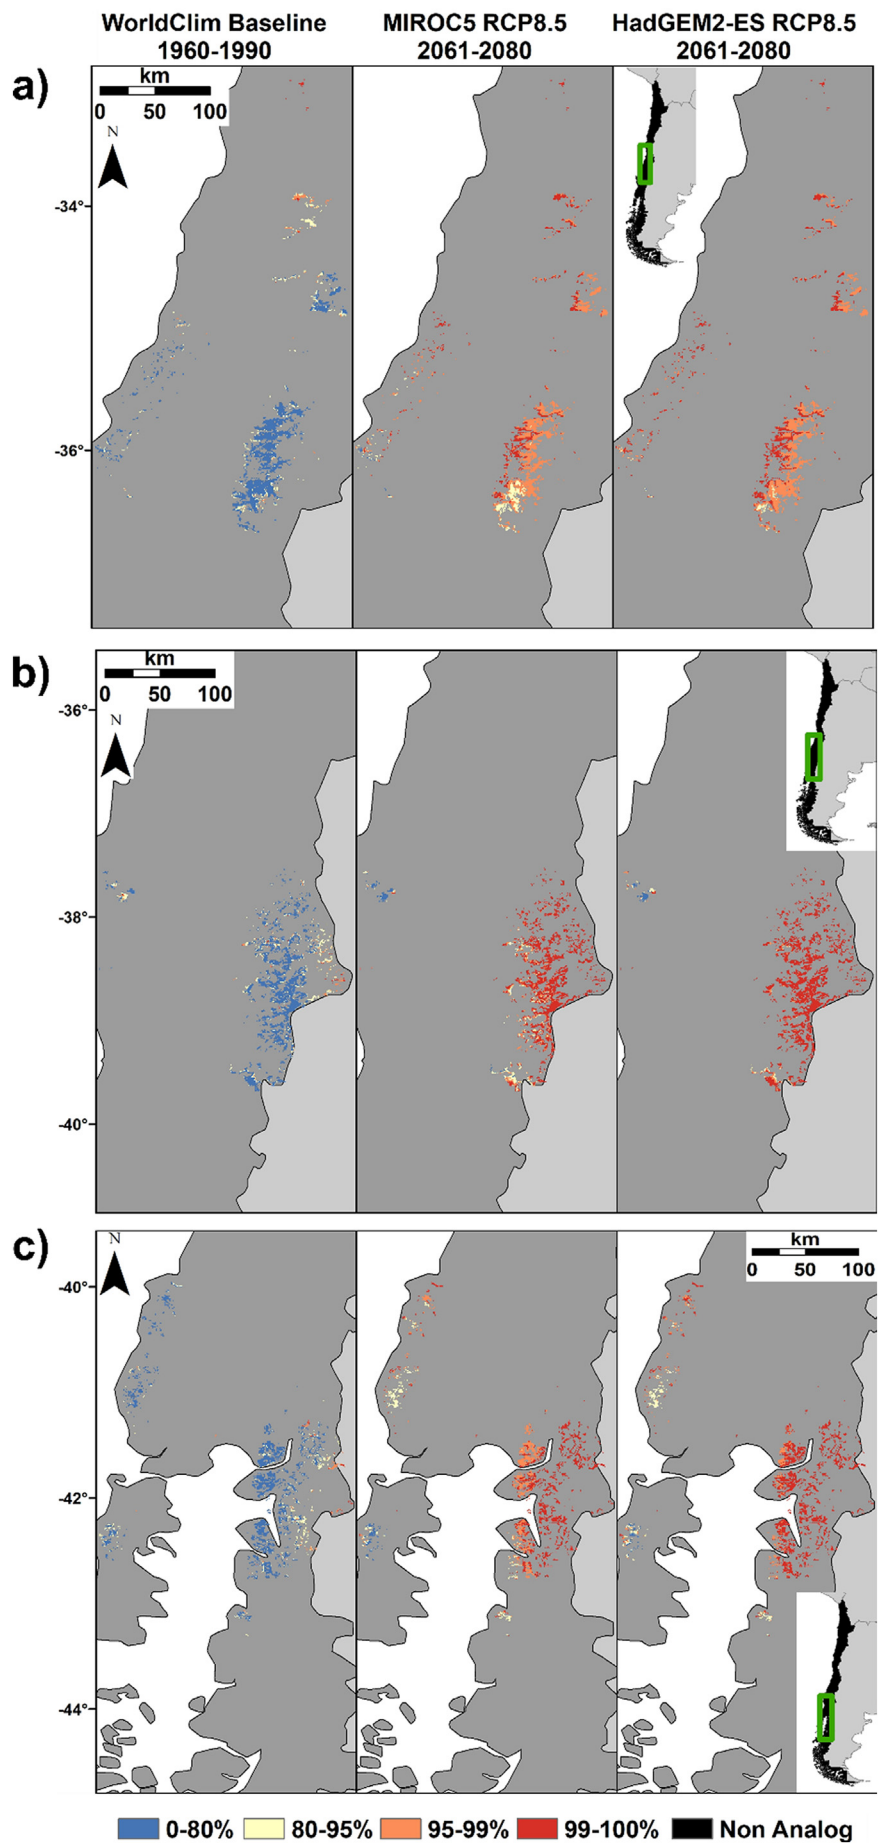 WorldClim Baseline MIROC5 RCP8.5 HadGEM2-ES RCP8.5
1960-1990 2061-2080 2061-2080
a)
km
0 50 100
N
-34°
-36°
b)
km
0 50 100
N
-36°
-38°
-40°
c)
N
km
0 50 100
-40°
-42°
-44°
0-80% 80-95% 95-99% 99-100% Non Analog